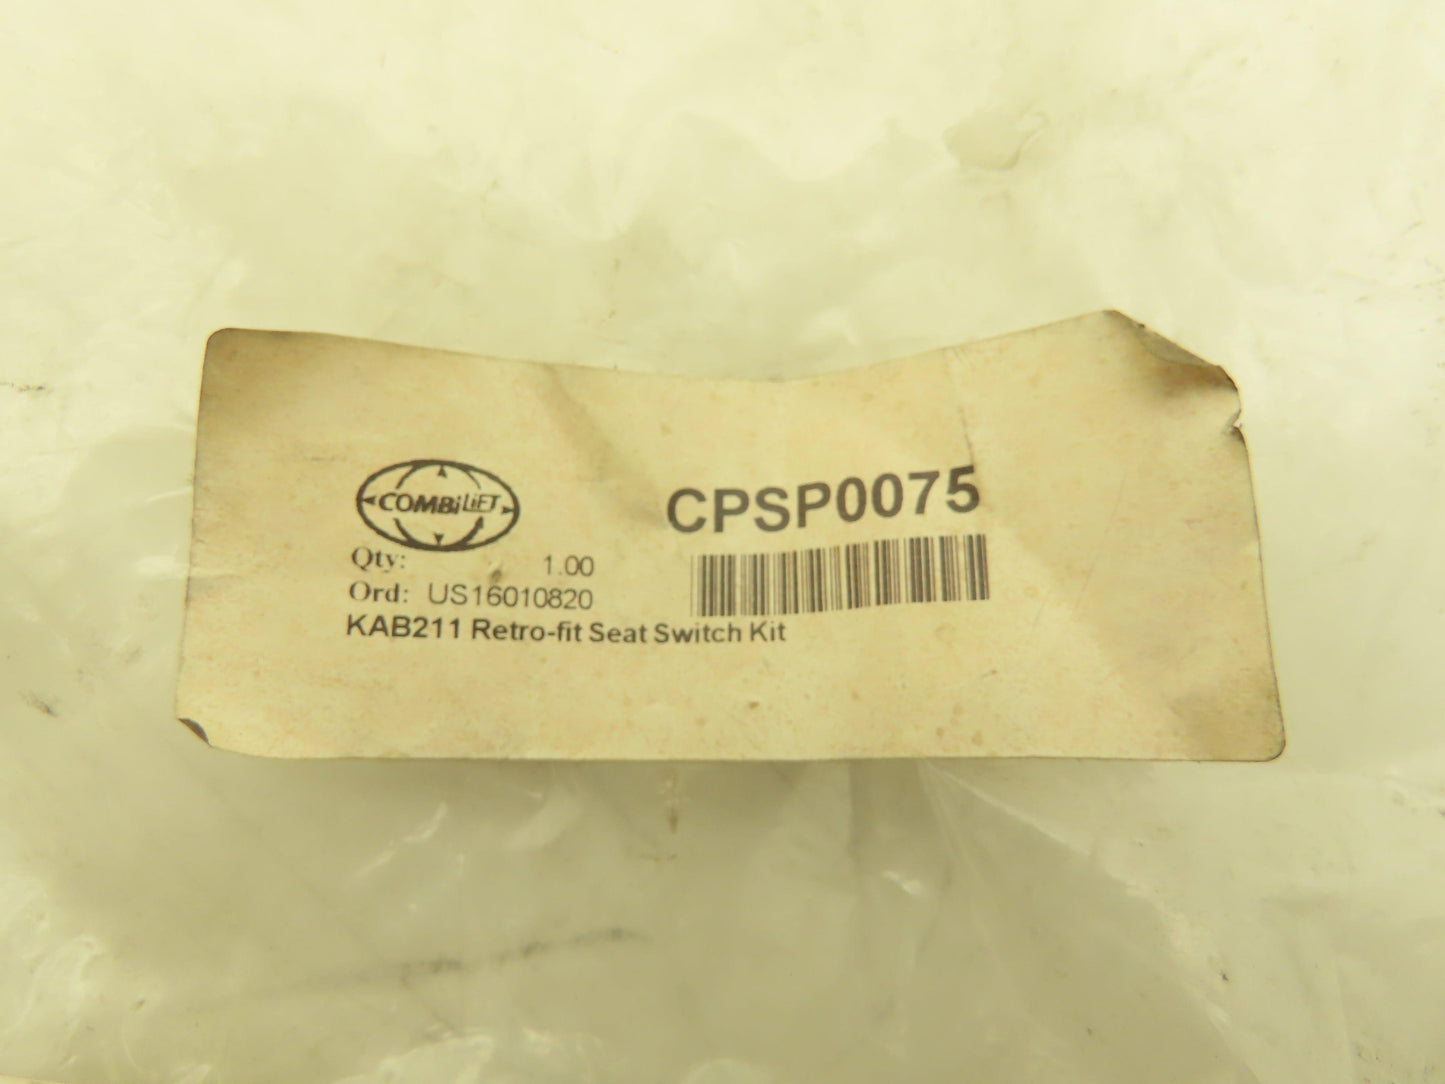 COMBiLiFT
CPSP0075
Qty: 1.00
Ord: US16010820
KAB211 Retro-fit Seat Switch Kit